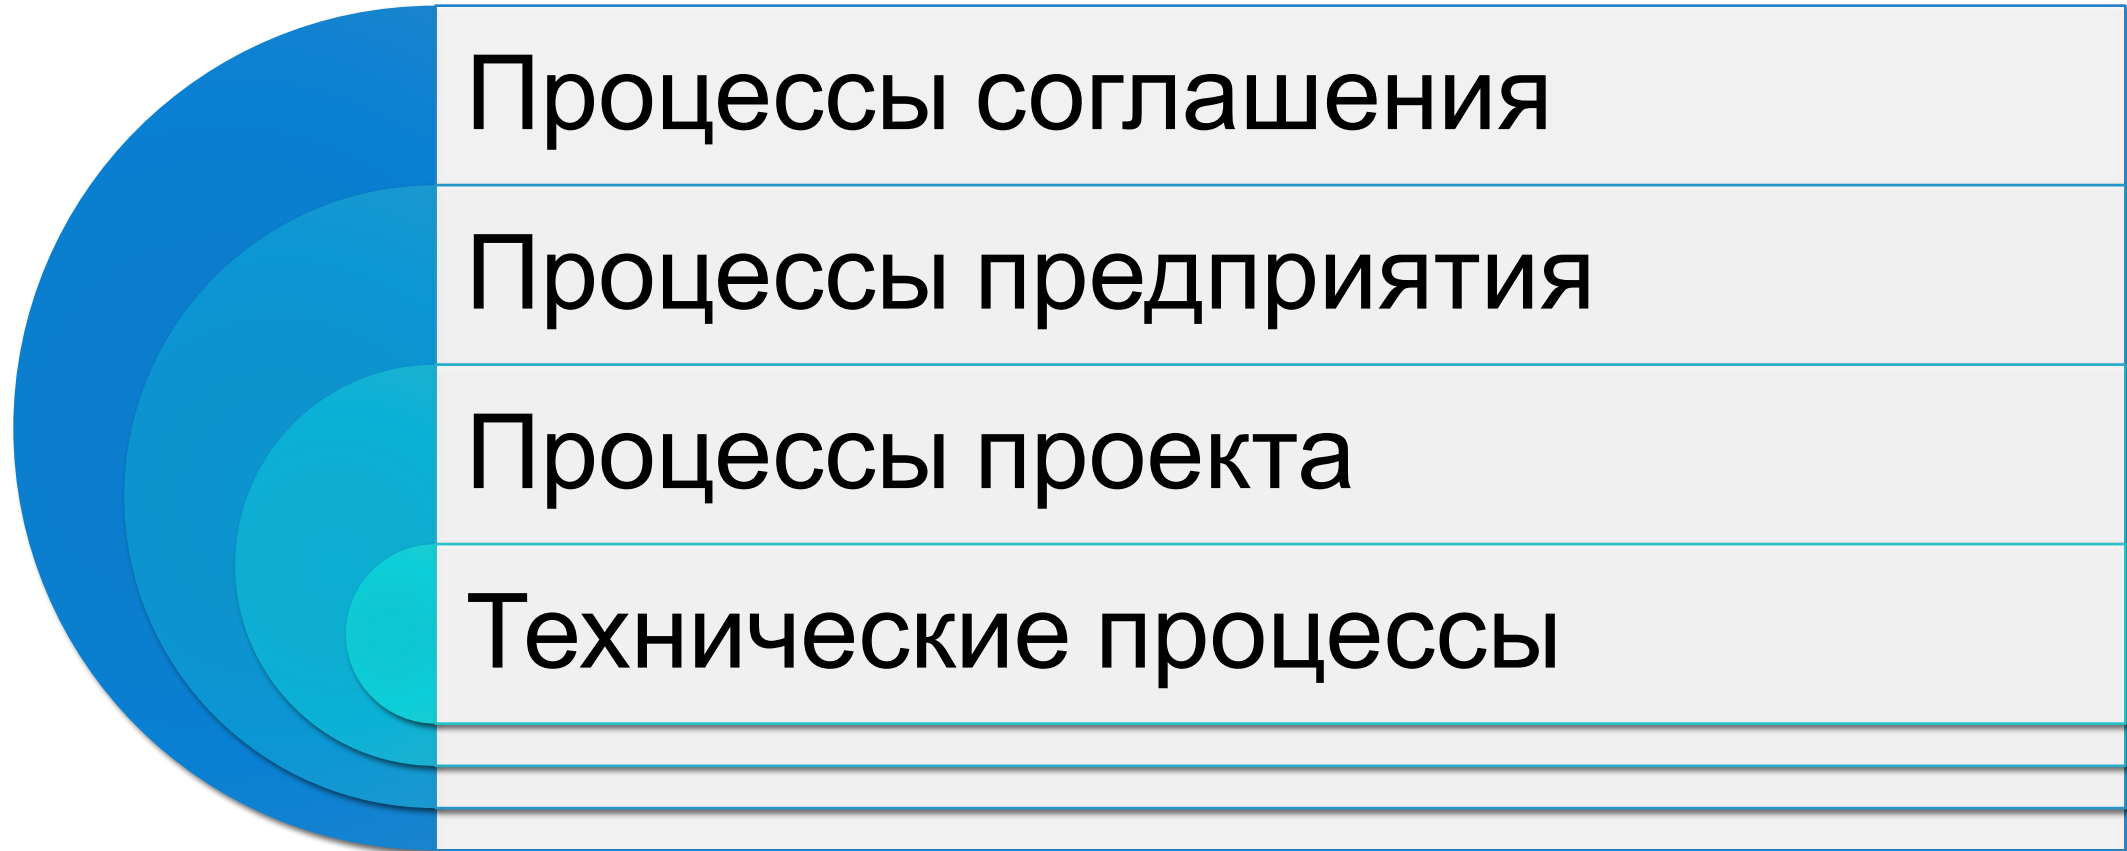 Процессы соглашения
Процессы предприятия
Процессы проекта
Технические процессы